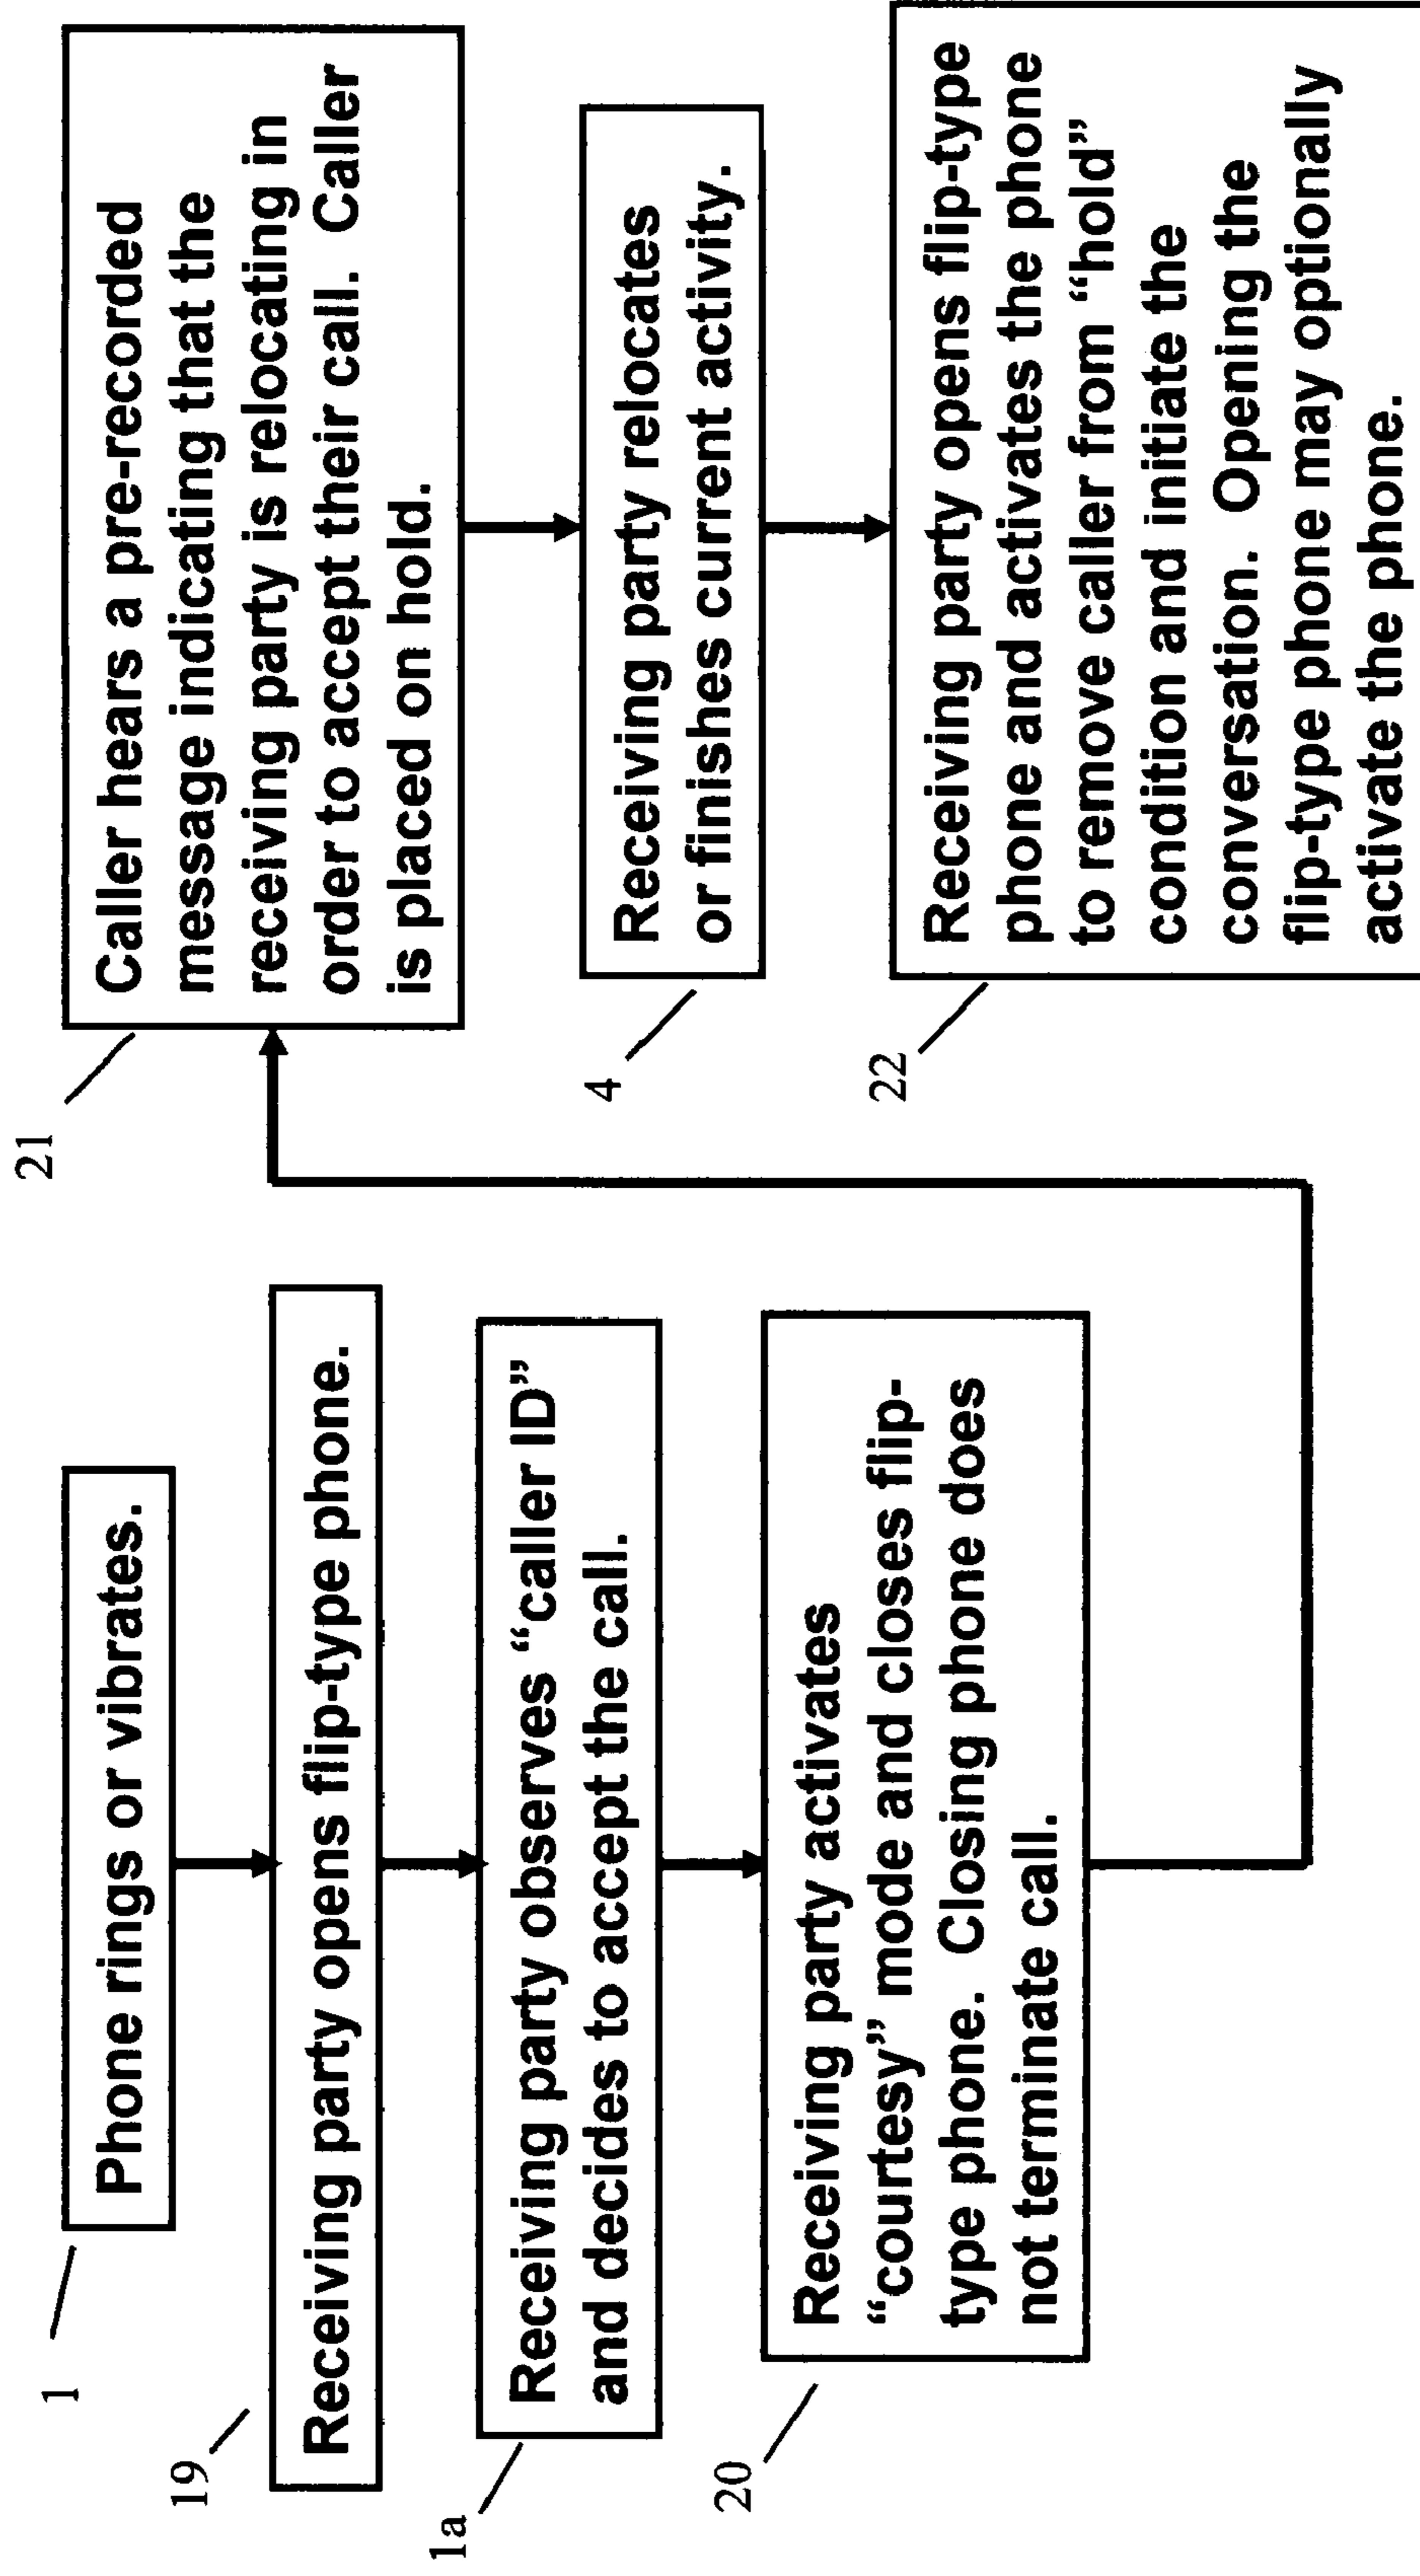 1
Phone rings or vibrates.
19
Receiving party opens flip-type phone.
1a
Receiving party observes “caller ID”
and decides to accept the call.
20
Receiving party activates
“courtesy” mode and closes flip-
type phone. Closing phone does
not terminate call.
21
Caller hears a pre-recorded
message indicating that the
receiving party is relocating in
order to accept their call. Caller
is placed on hold.
4
Receiving party relocates
or finishes current activity.
22
Receiving party opens flip-type
phone and activates the phone
to remove caller from “hold”
condition and initiate the
conversation. Opening the
flip-type phone may optionally
activate the phone.